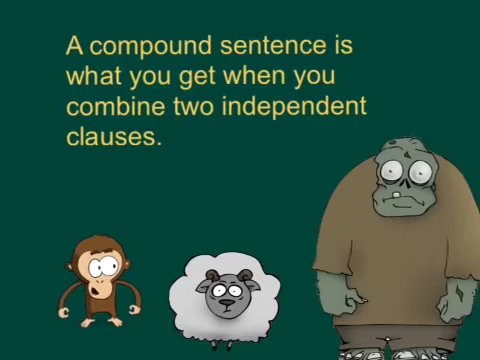 A compound sentence is
what you get when you
combine two independent
clauses.